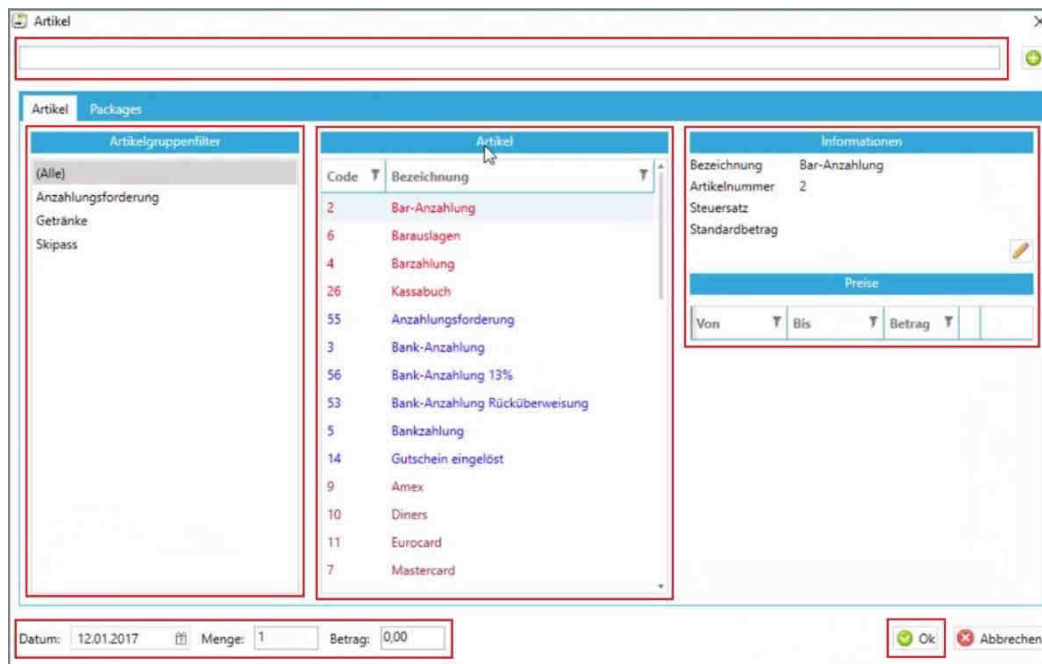 Artikel
Artikel Packages
Artikelgruppenfilter
(Alle)
Anzahlungsforderung
Getränke
Skipass
Artikel
Code Bezeichnung
2 Bar-Anzahlung
6 Barauslagen
4 Barzahlung
26 Kassabuch
55 Anzahlungsforderung
3 Bank-Anzahlung
56 Bank-Anzahlung 13%
53 Bank-Anzahlung Rücküberweisung
5 Bankzahlung
14 Gutschein eingelöst
9 Amex
10 Diners
11 Eurocard
7 Mastercard
Informationen
Bezeichnung Bar-Anzahlung
Artikelnummer 2
Steuersatz
Standardbetrag
Preise
Von Bis Betrag
Datum: 12.01.2017 Menge: 1 Betrag: 0,00
Ok Abbrechen